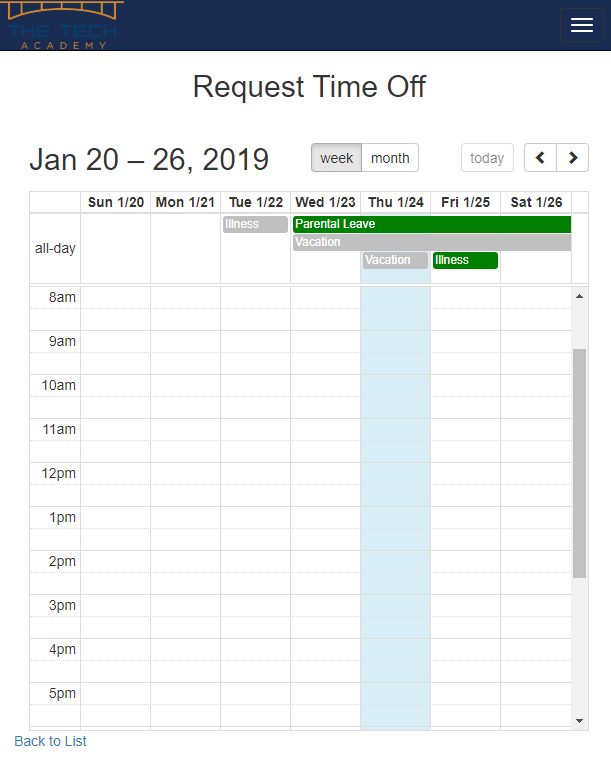 THE TECH
ACADEMY
Request Time Off
Jan 20 – 26, 2019
week month today
Sun 1/20 Mon 1/21 Tue 1/22 Wed 1/23 Thu 1/24 Fri 1/25 Sat 1/26
all-day
Illness Parental Leave
Vacation
Vacation Illness
8am
9am
10am
11am
12pm
1pm
2pm
3pm
4pm
5pm
Back to List